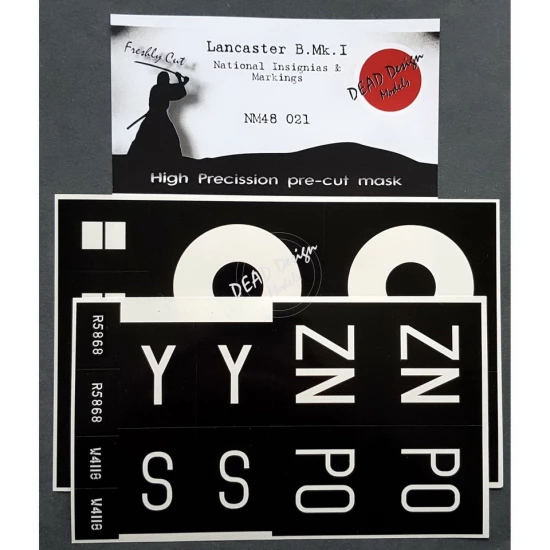 Freshly Cut
Lancaster B.Mk.I
National Insignias &
Markings
NM48 021
DEAD Design
Models
High Precission pre-cut mask
DEAD Design
R5868
R5868
W4118
W4118
Y Y
ZN ZN
S S
PO PO